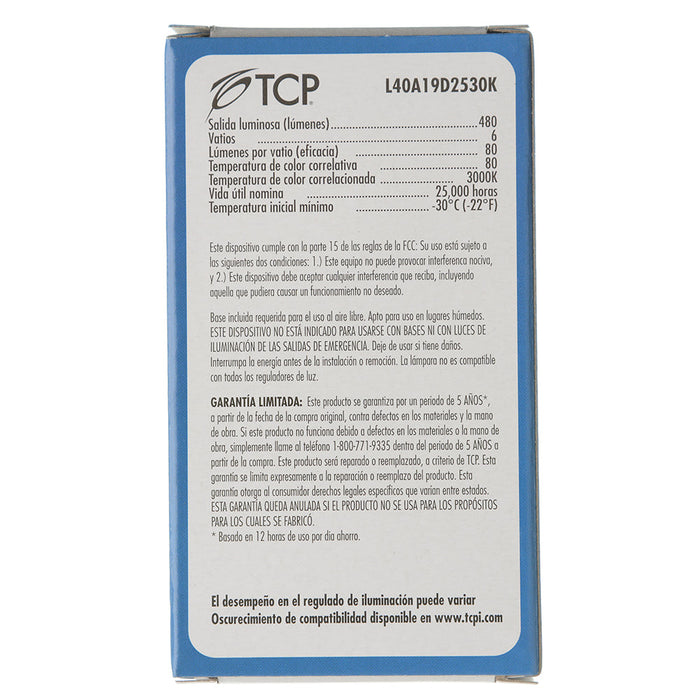 TCP® L40A19D2530K
Salida luminosa (lúmenes)..............................480
Vatios 6
Lúmenes por vatio (eficacia) 80
Temperatura de color correlativa 80
Temperatura de color correlacionada 3000K
Vida útil nomina 25,000 horas
Temperatura inicial mínimo -30°C (-22°F)
Este dispositivo cumple con la parte 15 de las reglas de la FCC: Su uso está sujeto a
las siguientes dos condiciones: 1.) Este equipo no puede provocar interferencia nociva,
y 2.) Este dispositivo debe aceptar cualquier interferencia que reciba, incluyendo
aquella que pudiera causar un funcionamiento no deseado.
Base incluida requerida para el uso al aire libre. Apto para uso en lugares húmedos.
ESTE DISPOSITIVO NO ESTÁ INDICADO PARA USARSE CON BASES NI CON LUCES DE
ILUMINACIÓN DE LAS SALIDAS DE EMERGENCIA. Deje de usar si tiene daños.
Interrumpa la energía antes de la instalación o remoción. La lámpara no es compatible
con todos los reguladores de luz.
GARANTÍA LIMITADA: Este producto se garantiza por un periodo de 5 AÑOS*,
a partir de la fecha de la compra original, contra defectos en los materiales y la mano
de obra. Si este producto no funciona debido a defectos en los materiales o la mano de
obra, simplemente llame al teléfono 1-800-771-9335 dentro del periodo de 5 AÑOS a
partir de la compra. Este producto será reparado o reemplazado, a criterio de TCP. Esta
garantía se limita expresamente a la reparación o reemplazo del producto. Esta
garantía otorga al consumidor derechos legales específicos que varían entre estados.
ESTA GARANTÍA QUEDA ANULADA SI EL PRODUCTO NO SE USA PARA LOS PROPÓSITOS
PARA LOS CUALES SE FABRICÓ.
* Basado en 12 horas de uso por dia ahorro.
El desempeño en el regulado de iluminación puede variar
Oscurecimiento de compatibilidad disponible en www.tcpi.com